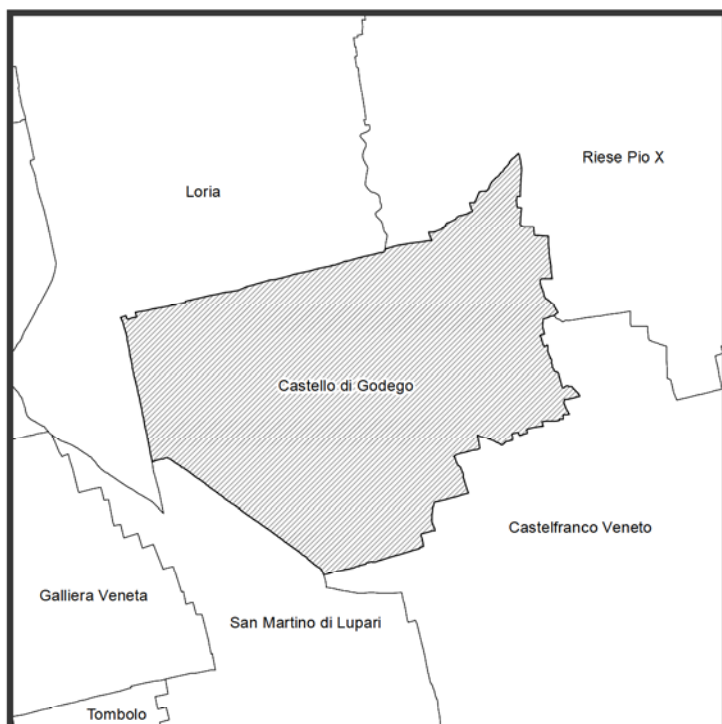 Riese Pio X
Loria
Castello di Godego
Castelfranco Veneto
Galliera Veneta
San Martino di Lupari
Tombolo